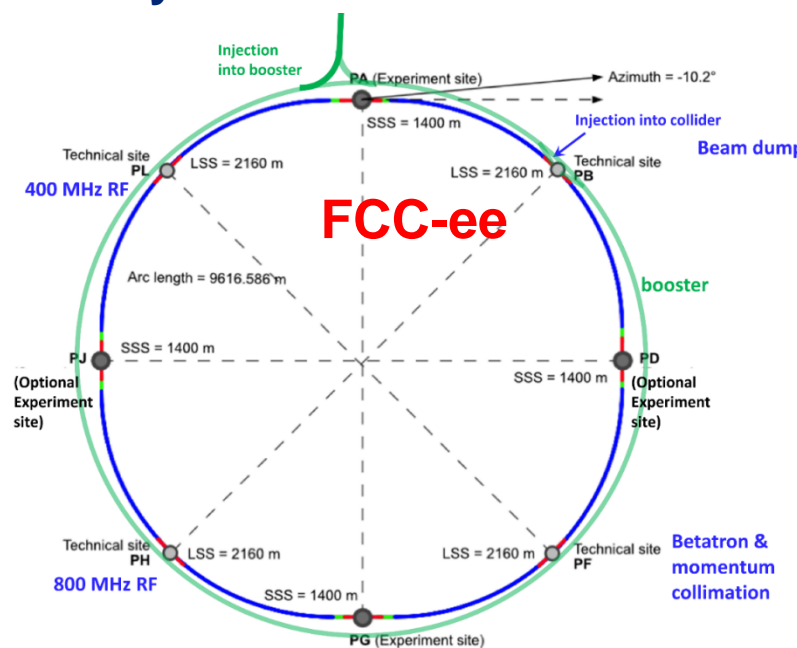 Injection
into booster
PA (Experiment site)
Azimuth = -10.2°
SSS = 1400 m
Injection into collider
Technical site
PL
LSS = 2160 m
400 MHz RF
LSS = 2160 m
Technical site
PB
Beam dump
FCC-ee
Arc length = 9616.586 m
booster
PJ
SSS = 1400 m
(Optional
Experiment
site)
PD
SSS = 1400 m
(Optional
Experiment
site)
Technical site
PH
LSS = 2160 m
800 MHz RF
LSS = 2160 m
Technical site
PF
Betatron &
momentum
collimation
SSS = 1400 m
PG (Experiment site)